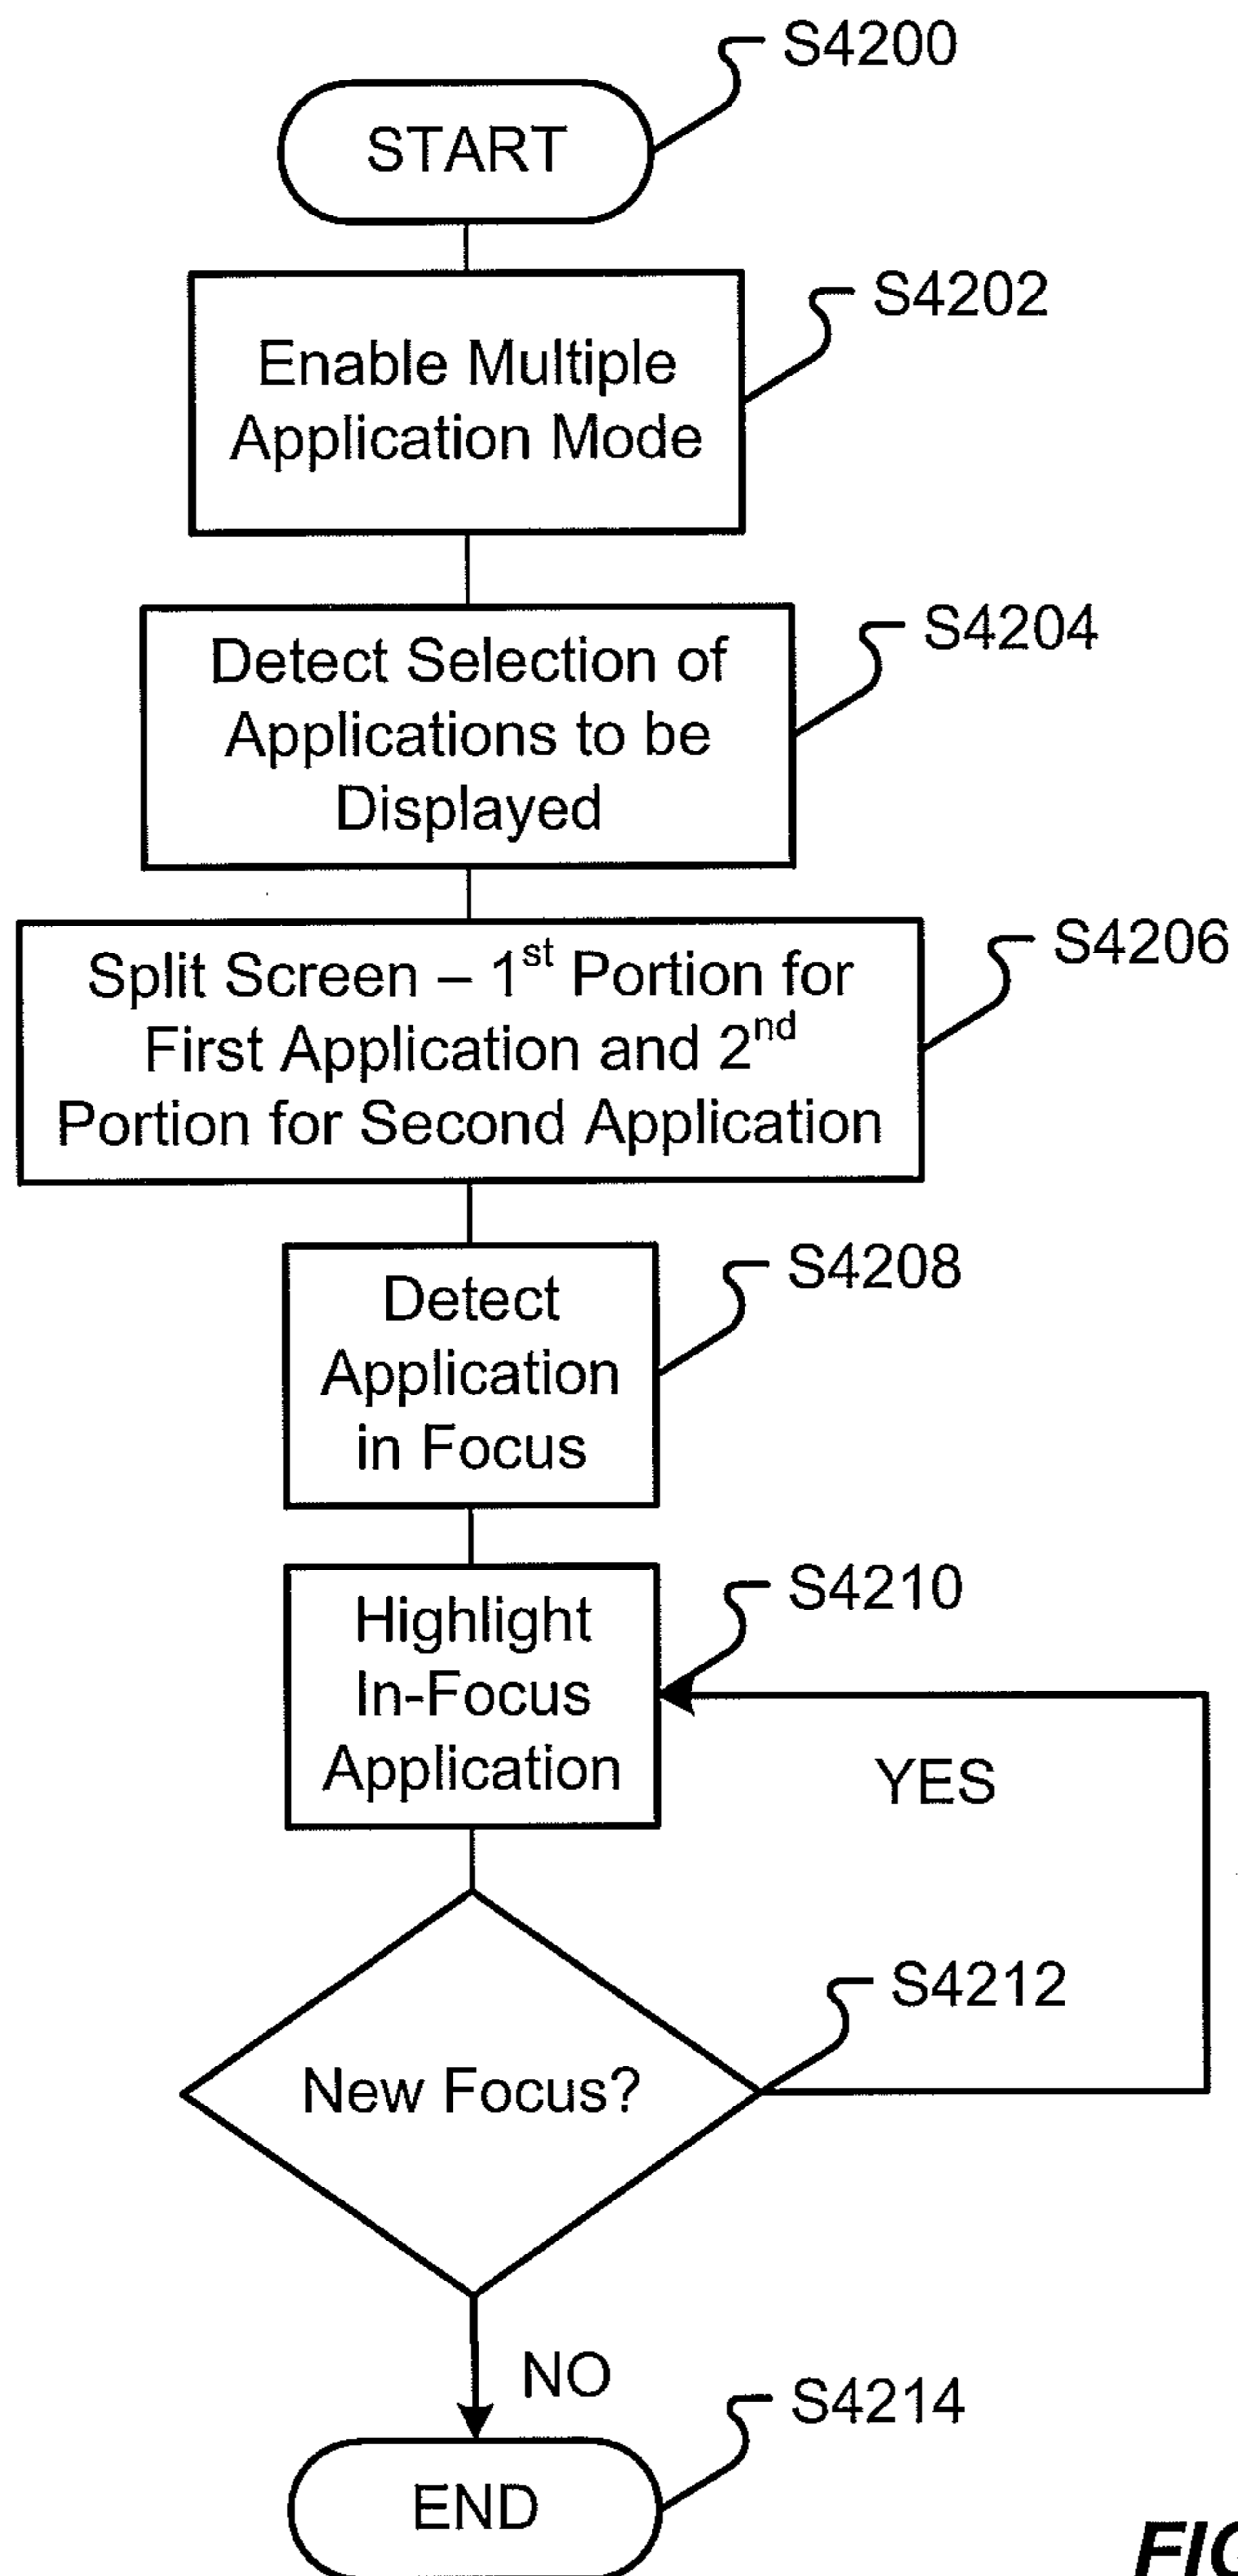 S4200
START
S4202
Enable Multiple
Application Mode
S4204
Detect Selection of
Applications to be
Displayed
S4206
Split Screen – 1st Portion for
First Application and 2nd
Portion for Second Application
S4208
Detect
Application
in Focus
S4210
Highlight
In-Focus
Application
YES
S4212
New Focus?
NO
S4214
END